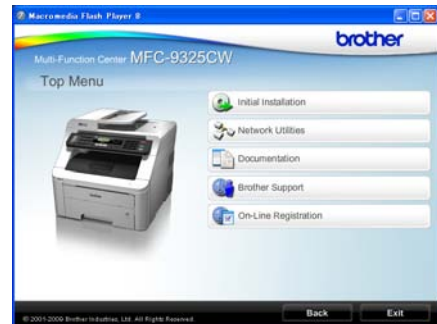 Macromedia Flash Player 8
brother
Multi-Function Center MFC-9325CW
Top Menu
Initial Installation
Network Utilities
Documentation
Brother Support
On-Line Registration
© 2001-2009 Brother Industries, Ltd. All Rights Reserved.
Back
Exit